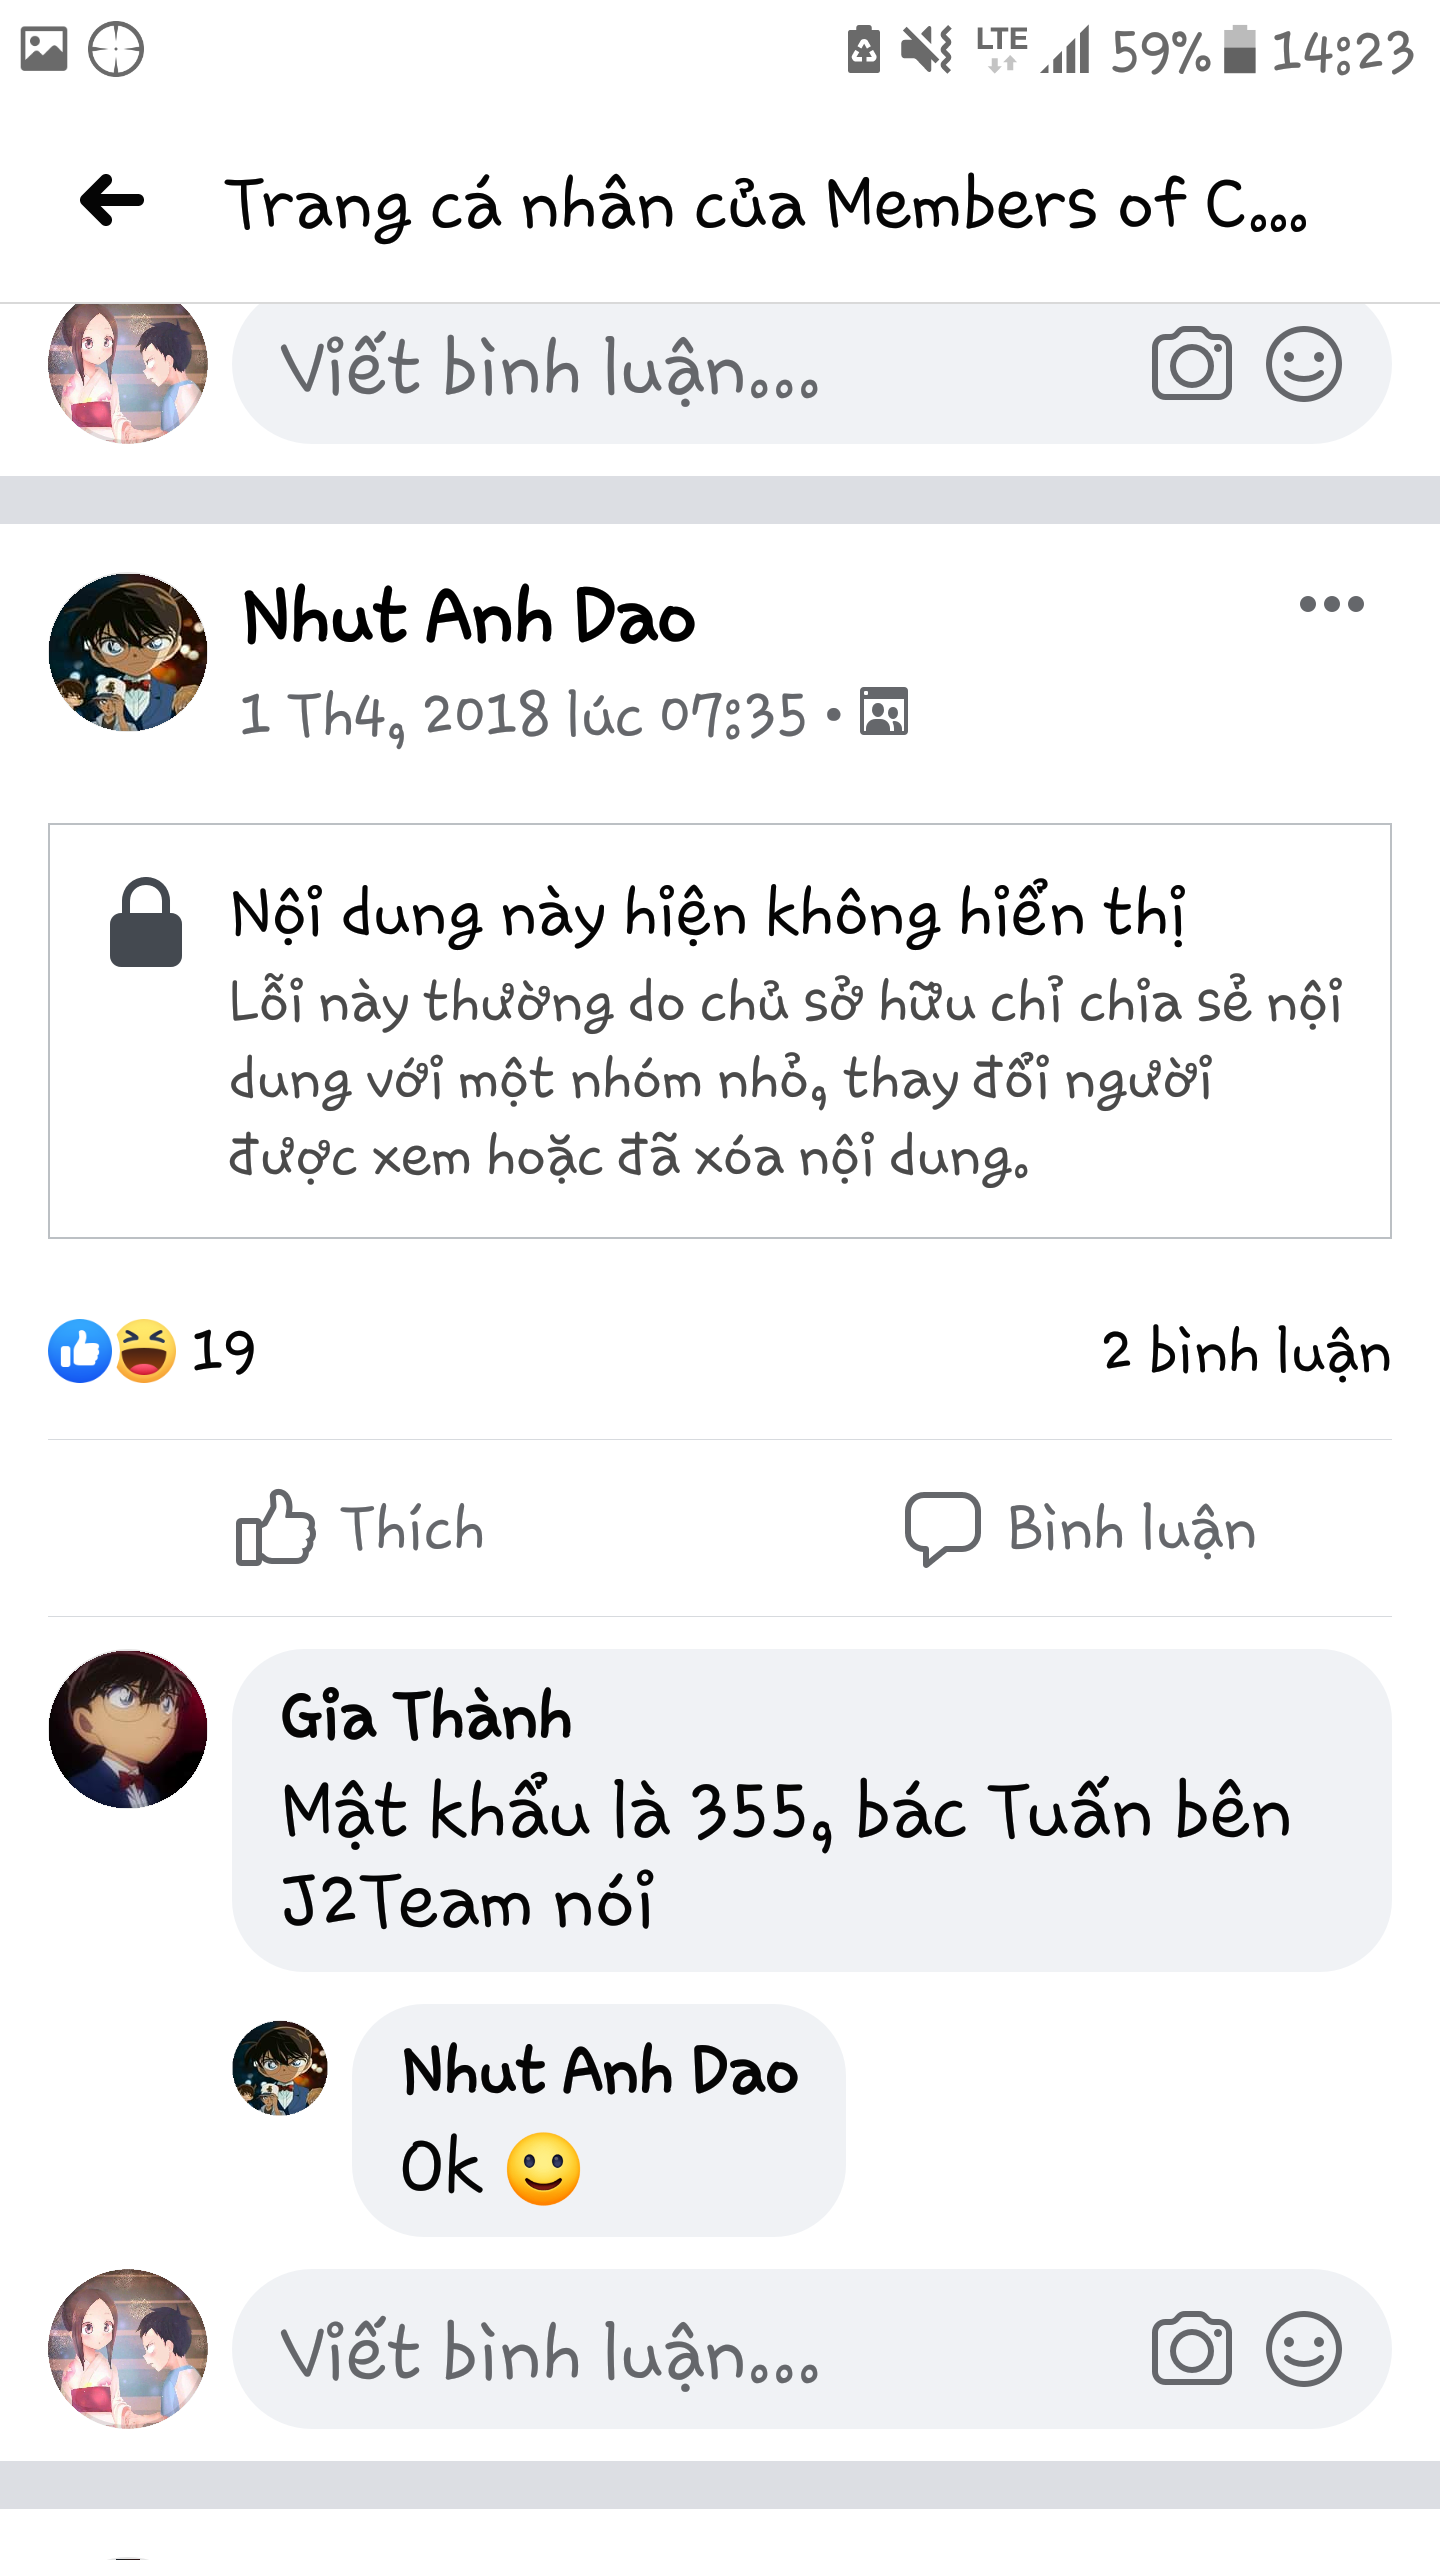 LTE 59% 14:23
Trang cá nhân của Members of C...
Viết bình luận...
Nhut Anh Dao
1 Th4, 2018 lúc 07:35 •
Nội dung này hiện không hiển thị
Lỗi này thường do chủ sở hữu chỉ chia sẻ nội
dung với một nhóm nhỏ, thay đổi người
được xem hoặc đã xóa nội dung.
19
2 bình luận
Thích
Bình luận
Gia Thành
Mật khẩu là 355, bác Tuấn bên
J2Team nói
Nhut Anh Dao
Ok 🙂
Viết bình luận...